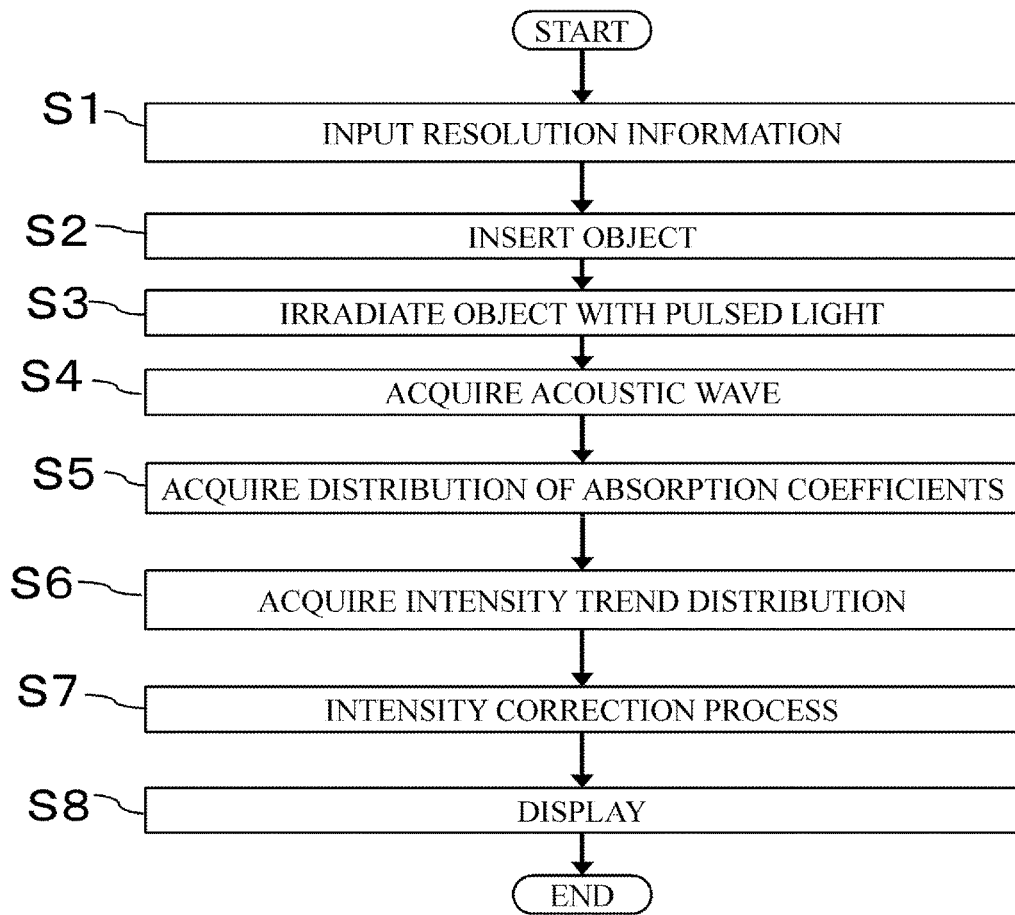 START
S1
INPUT RESOLUTION INFORMATION
S2
INSERT OBJECT
S3
IRRADIATE OBJECT WITH PULSED LIGHT
S4
ACQUIRE ACOUSTIC WAVE
S5
ACQUIRE DISTRIBUTION OF ABSORPTION COEFFICIENTS
S6
ACQUIRE INTENSITY TREND DISTRIBUTION
S7
INTENSITY CORRECTION PROCESS
S8
DISPLAY
END